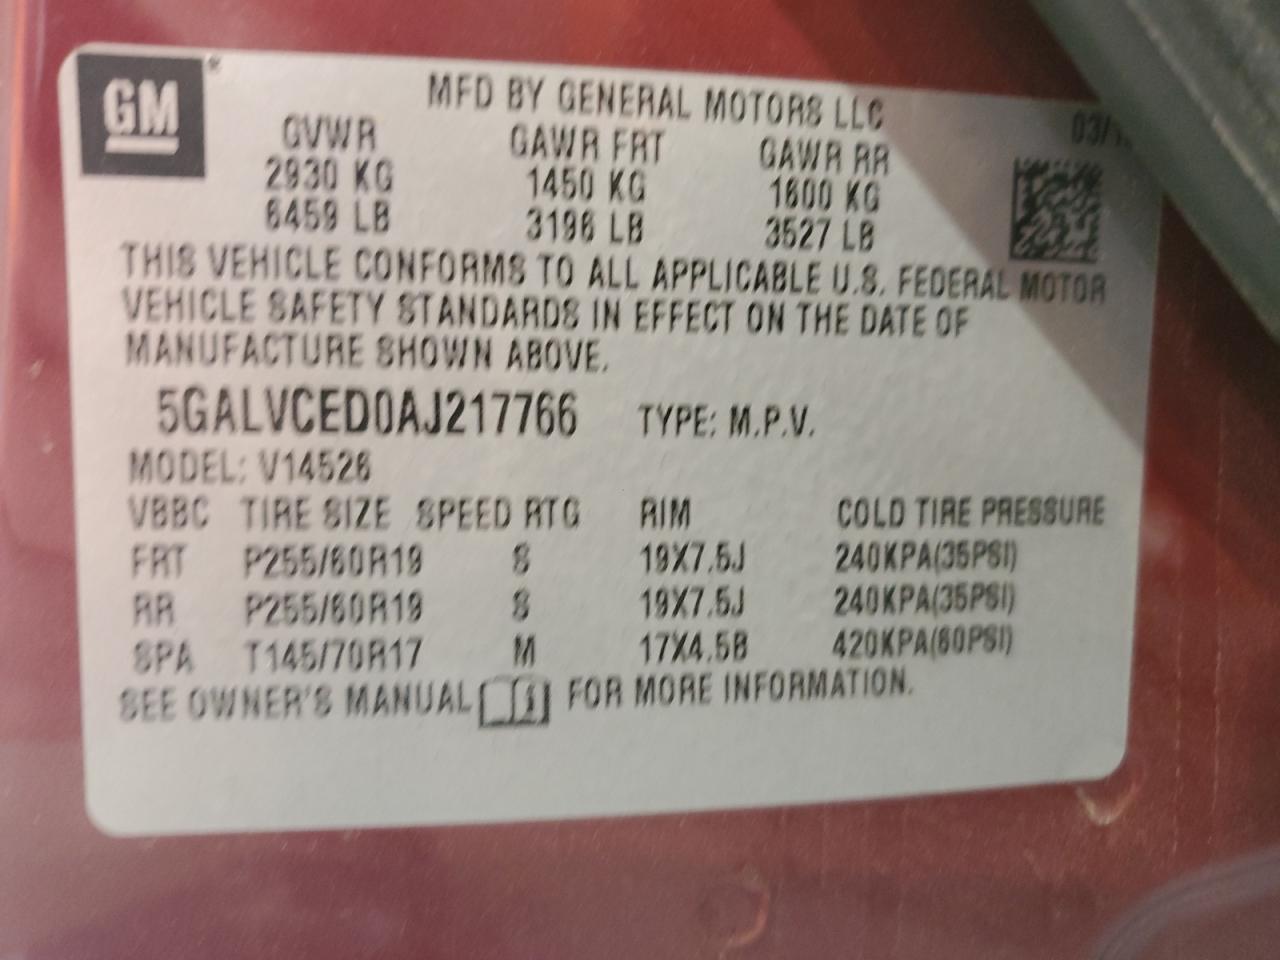 GM®
MFD BY GENERAL MOTORS LLC
GVWR GAWR FRT GAWR RR
2930 KG 1450 KG 1600 KG
6459 LB 3196 LB 3527 LB
THIS VEHICLE CONFORMS TO ALL APPLICABLE U.S. FEDERAL MOTOR
VEHICLE SAFETY STANDARDS IN EFFECT ON THE DATE OF
MANUFACTURE SHOWN ABOVE.
5GALVCED0AJ217766 TYPE: M.P.V.
MODEL: V14526
VBBC TIRE SIZE SPEED RTG RIM COLD TIRE PRESSURE
FRT P255/60R19 S 19X7.5J 240KPA(35PSI)
RR P255/60R19 S 19X7.5J 240KPA(35PSI)
SPA T145/70R17 M 17X4.5B 420KPA(60PSI)
SEE OWNER'S MANUAL FOR MORE INFORMATION.